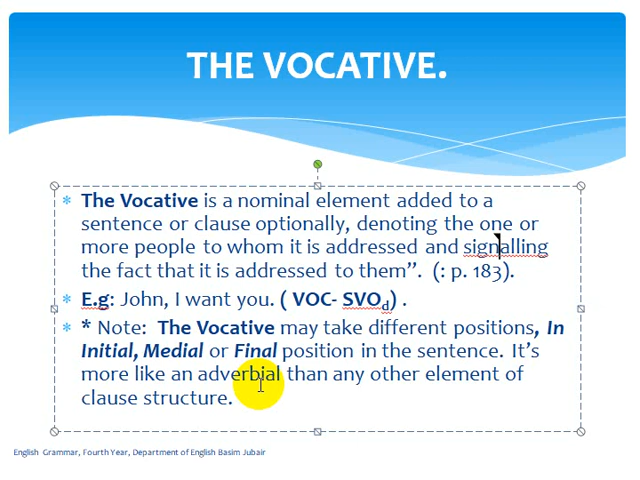 THE VOCATIVE.
* The Vocative is a nominal element added to a
sentence or clause optionally, denoting the one or
more people to whom it is addressed and signalling
the fact that it is addressed to them”. (: p. 183).
* E.g: John, I want you. ( VOC- SVOd) .
* * Note: The Vocative may take different positions, In
Initial, Medial or Final position in the sentence. It’s
more like an adverbial than any other element of
clause structure.
English Grammar, Fourth Year, Department of English Basim Jubair